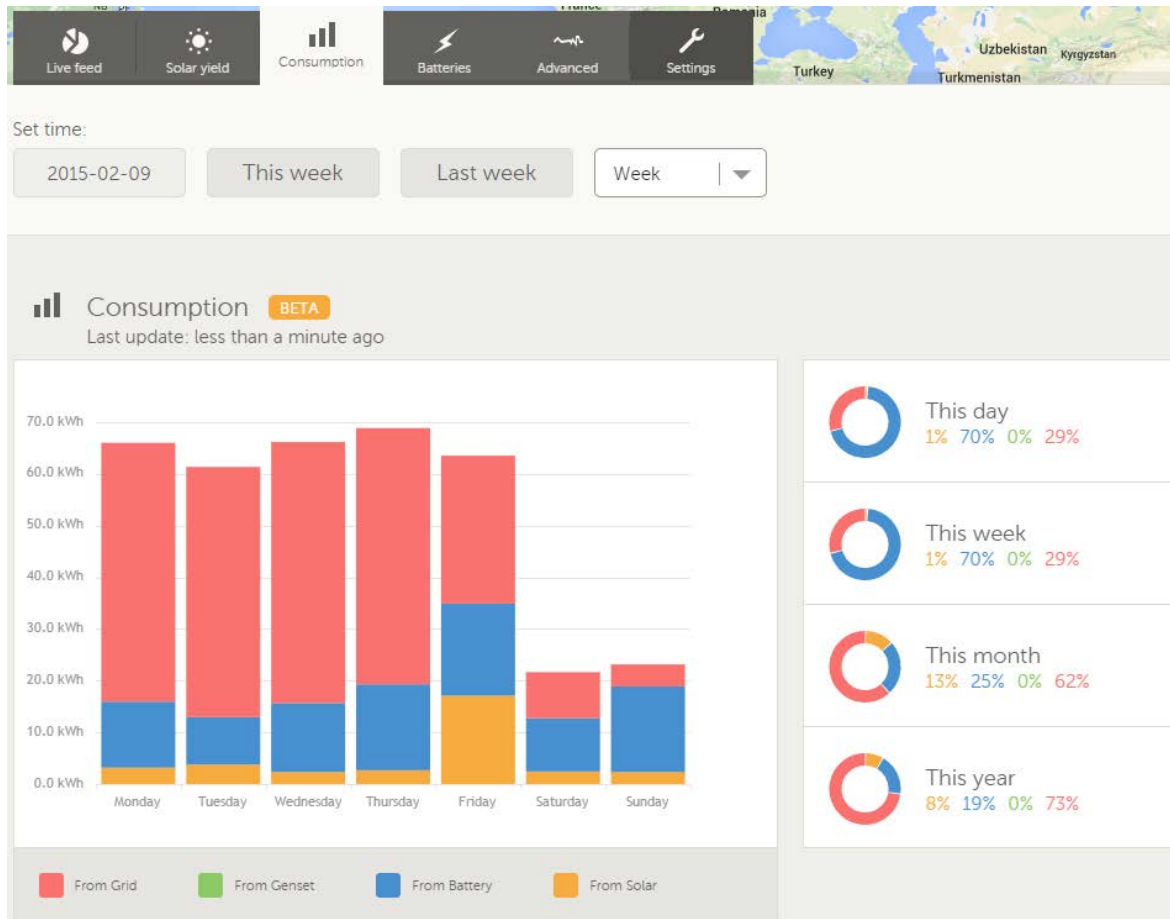 Romania
Uzbekistan
Kyrgyzstan
Turkey
Turkmenistan
Live feed
Solar yield
Consumption
Batteries
Advanced
Settings
Set time:
2015-02-09
This week
Last week
Week
Consumption BETA
Last update: less than a minute ago
70.0 kWh
60.0 kWh
50.0 kWh
40.0 kWh
30.0 kWh
20.0 kWh
10.0 kWh
0.0 kWh
Monday
Tuesday
Wednesday
Thursday
Friday
Saturday
Sunday
From Grid
From Genset
From Battery
From Solar
This day
1% 70% 0% 29%
This week
1% 70% 0% 29%
This month
13% 25% 0% 62%
This year
8% 19% 0% 73%